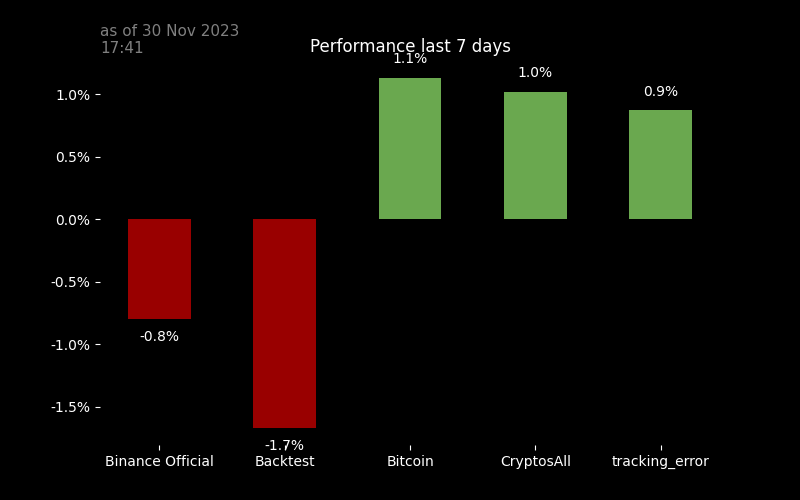 as of 30 Nov 2023
17:41
Performance last 7 days
1.1%
1.0%
0.9%
1.0%
0.5%
0.0%
-0.5%
-1.0%
-1.5%
-0.8%
-1.7%
Binance Official
Backtest
Bitcoin
CryptosAll
tracking_error